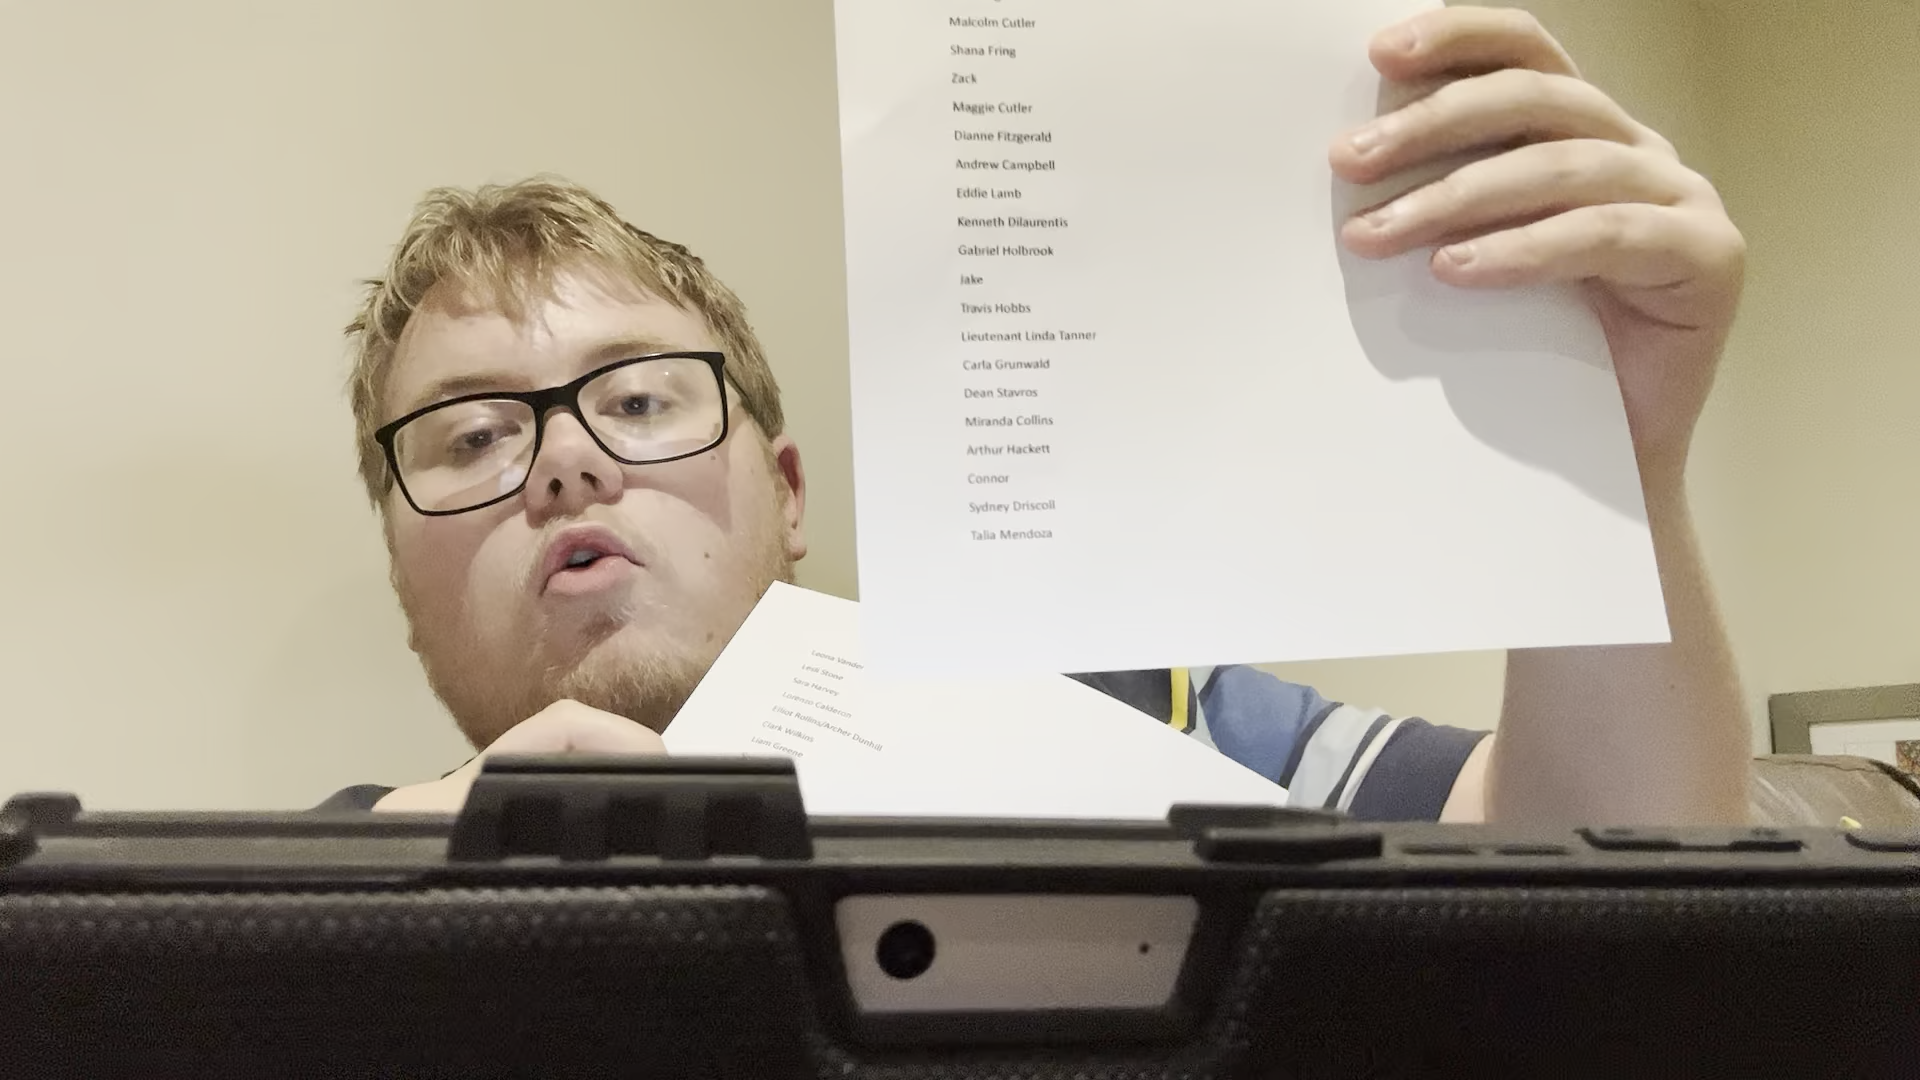 Malcolm Cutler
Shana Fring
Zack
Maggie Cutler
Dianne Fitzgerald
Andrew Campbell
Eddie Lamb
Kenneth Dilaurentis
Gabriel Holbrook
Jake
Travis Hobbs
Lieutenant Linda Tanner
Carla Grunwald
Dean Stavros
Miranda Collins
Arthur Hackett
Connor
Sydney Driscoll
Talia Mendoza
Leona Vander
Lesli Stone
Sara Harvey
Lorenzo Calderon
Elliot Rollins/Archer Dunhill
Clark Wilkins
Liam Greene